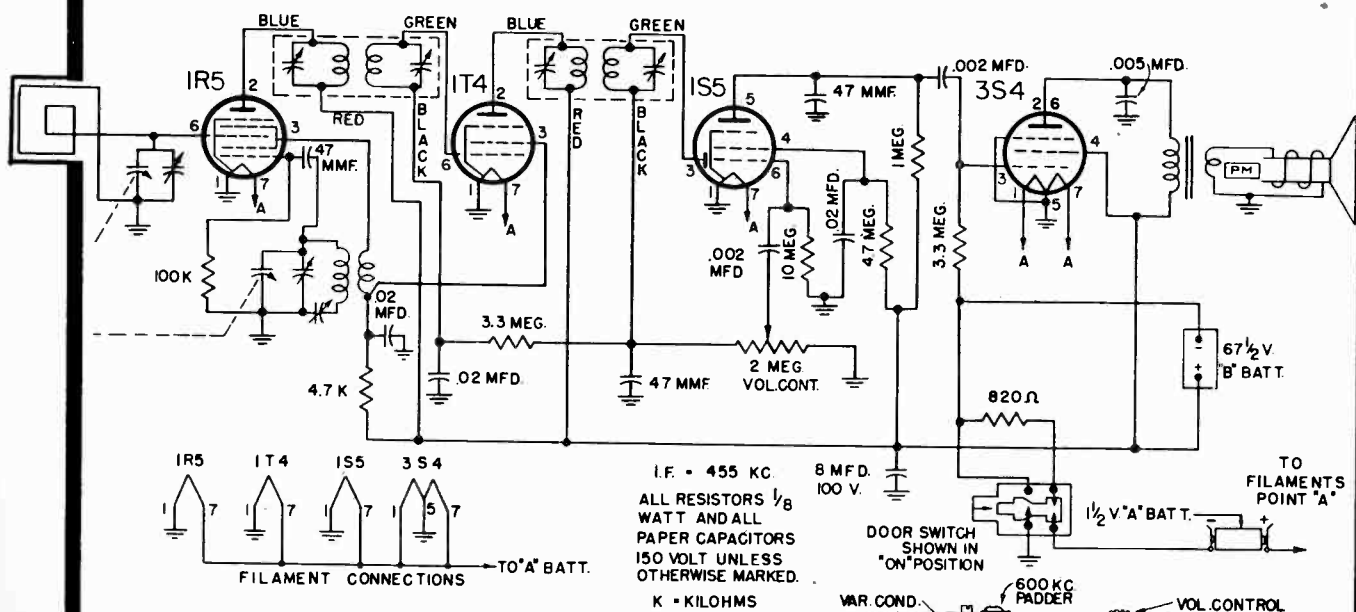 BLUE
GREEN
BLUE
GREEN
1R5
2
6
3
1
7
A
47
MMF.
RED
BLACK
1T4
2
6
3
1
7
A
RED
BLACK
1S5
5
4
6
3
1
7
A
47 MMF.
1 MEG.
.002 MFD.
3S4
2 6
4
3
1
5
7
A
A
.005 MFD.
PM
100K
.02
MFD.
4.7 K
.02 MFD.
3.3 MEG.
47 MMF.
.002
MFD
10 MEG.
.02 MFD.
4.7 MEG.
3.3 MEG.
2 MEG.
VOL.CONT.
820Ω
-
+
67 1/2 V.
"B" BATT.
1R5
1T4
1S5
3S4
1
7
1
7
1
7
1
5
7
TO "A" BATT.
FILAMENT CONNECTIONS
I.F. = 455 KC.
ALL RESISTORS 1/8
WATT AND ALL
PAPER CAPACITORS
150 VOLT UNLESS
OTHERWISE MARKED.
K = KILOHMS
8 MFD.
100 V.
DOOR SWITCH
SHOWN IN
"ON" POSITION
1 1/2 V."A" BATT.
-
+
TO
FILAMENTS
POINT "A"
VAR. COND.
600 KC
PADDER
VOL. CONTROL